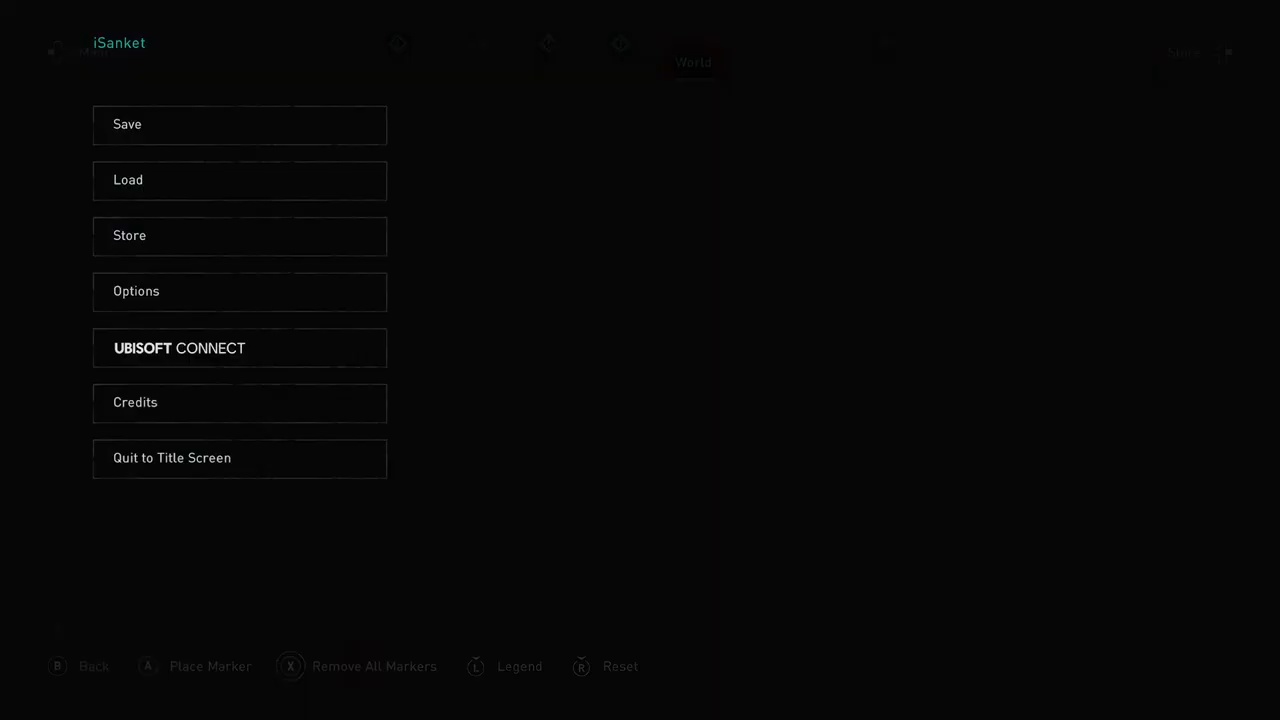 iSanket
World
Save
Load
Store
Options
UBISOFT CONNECT
Credits
Quit to Title Screen
B Back A Place Marker X Remove All Markers L Legend R Reset